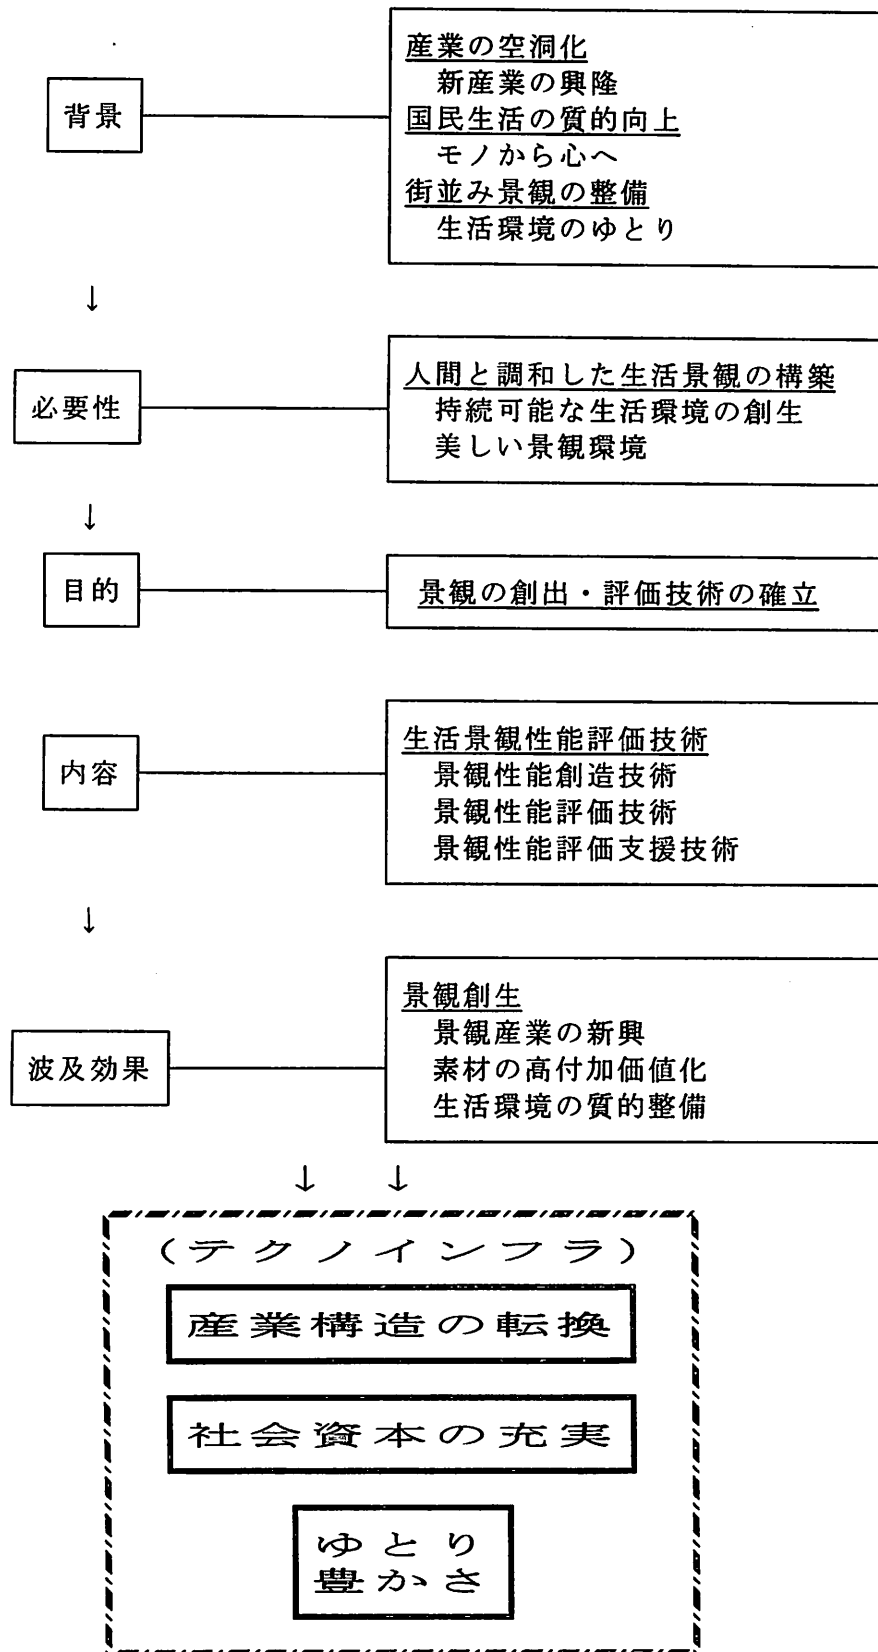 背景
産業の空洞化
新産業の興隆
国民生活の質的向上
モノから心へ
街並み景観の整備
生活環境のゆとり
↓
必要性
人間と調和した生活景観の構築
持続可能な生活環境の創生
美しい景観環境
↓
目的
景観の創出・評価技術の確立
内容
生活景観性能評価技術
景観性能創造技術
景観性能評価技術
景観性能評価支援技術
↓
波及効果
景観創生
景観産業の新興
素材の高付加価値化
生活環境の質的整備
↓ ↓
(テクノインフラ)
産業構造の転換
社会資本の充実
ゆとり
豊かさ